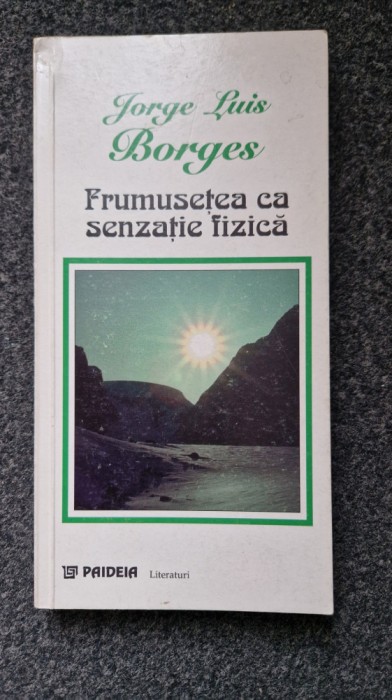 Jorge Luis
Borges
Frumusețea ca
senzație fizică
PAIDEIA Literaturi